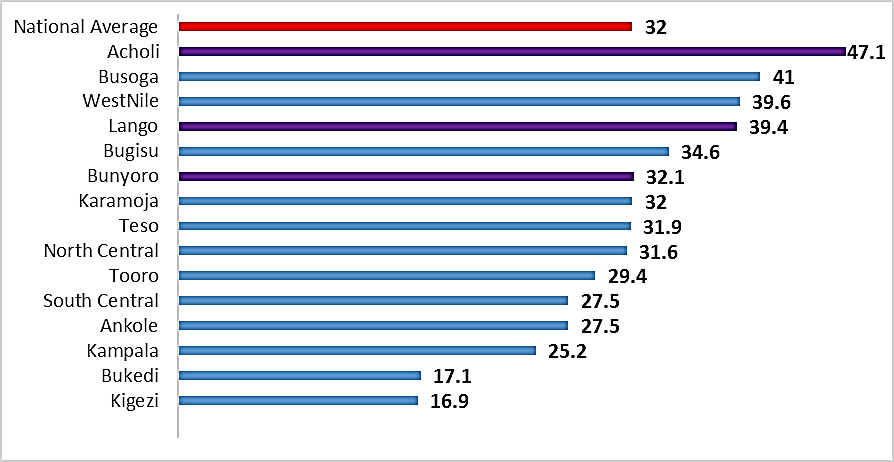 National Average 32
Acholi 47.1
Busoga 41
WestNile 39.6
Lango 39.4
Bugisu 34.6
Bunyoro 32.1
Karamoja 32
Teso 31.9
North Central 31.6
Tooro 29.4
South Central 27.5
Ankole 27.5
Kampala 25.2
Bukedi 17.1
Kigezi 16.9